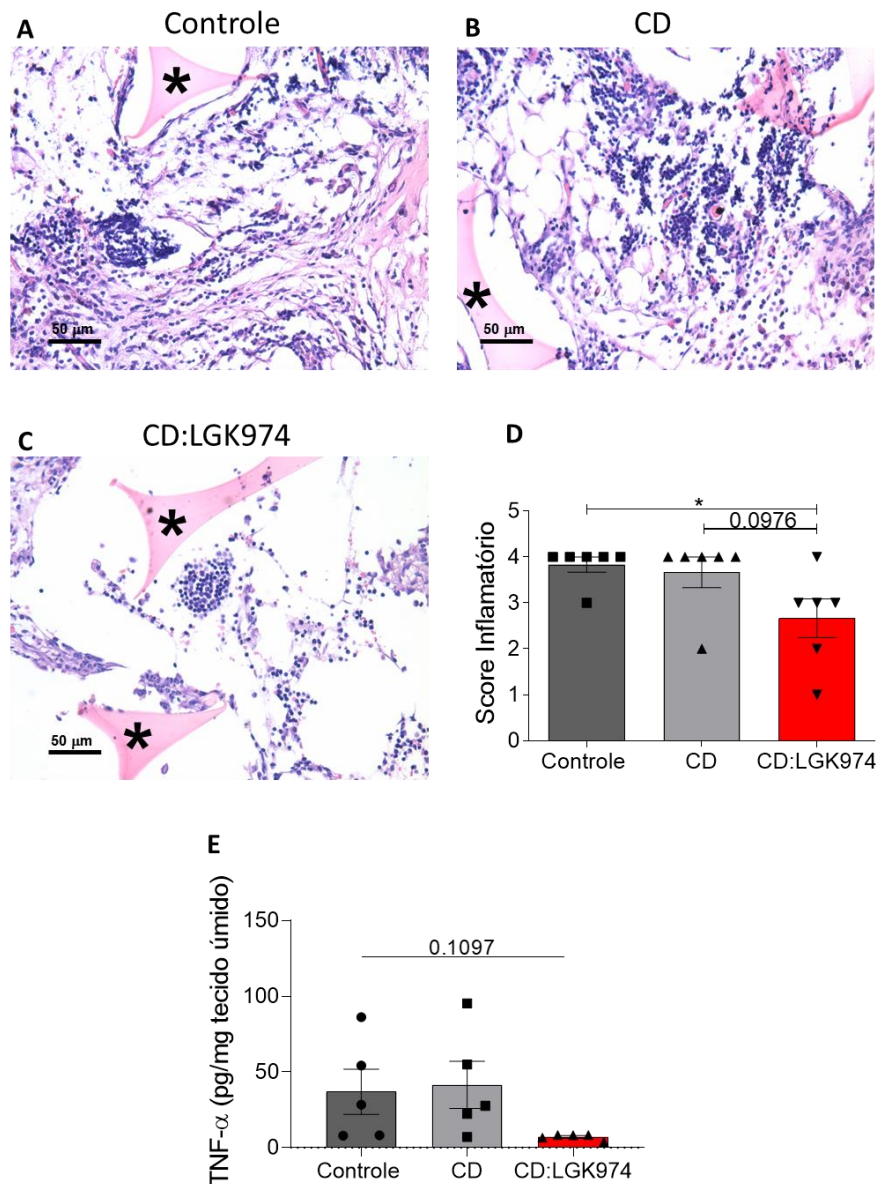 A
Controle
*
50 μm
B
CD
*
50 μm
C
CD:LGK974
*
*
50 μm
D
Score Inflamatório
5
4
3
2
1
0
*
0.0976
Controle
CD
CD:LGK974
E
TNF-α (pg/mg tecido úmido)
150
100
50
0
0.1097
Controle
CD
CD:LGK974